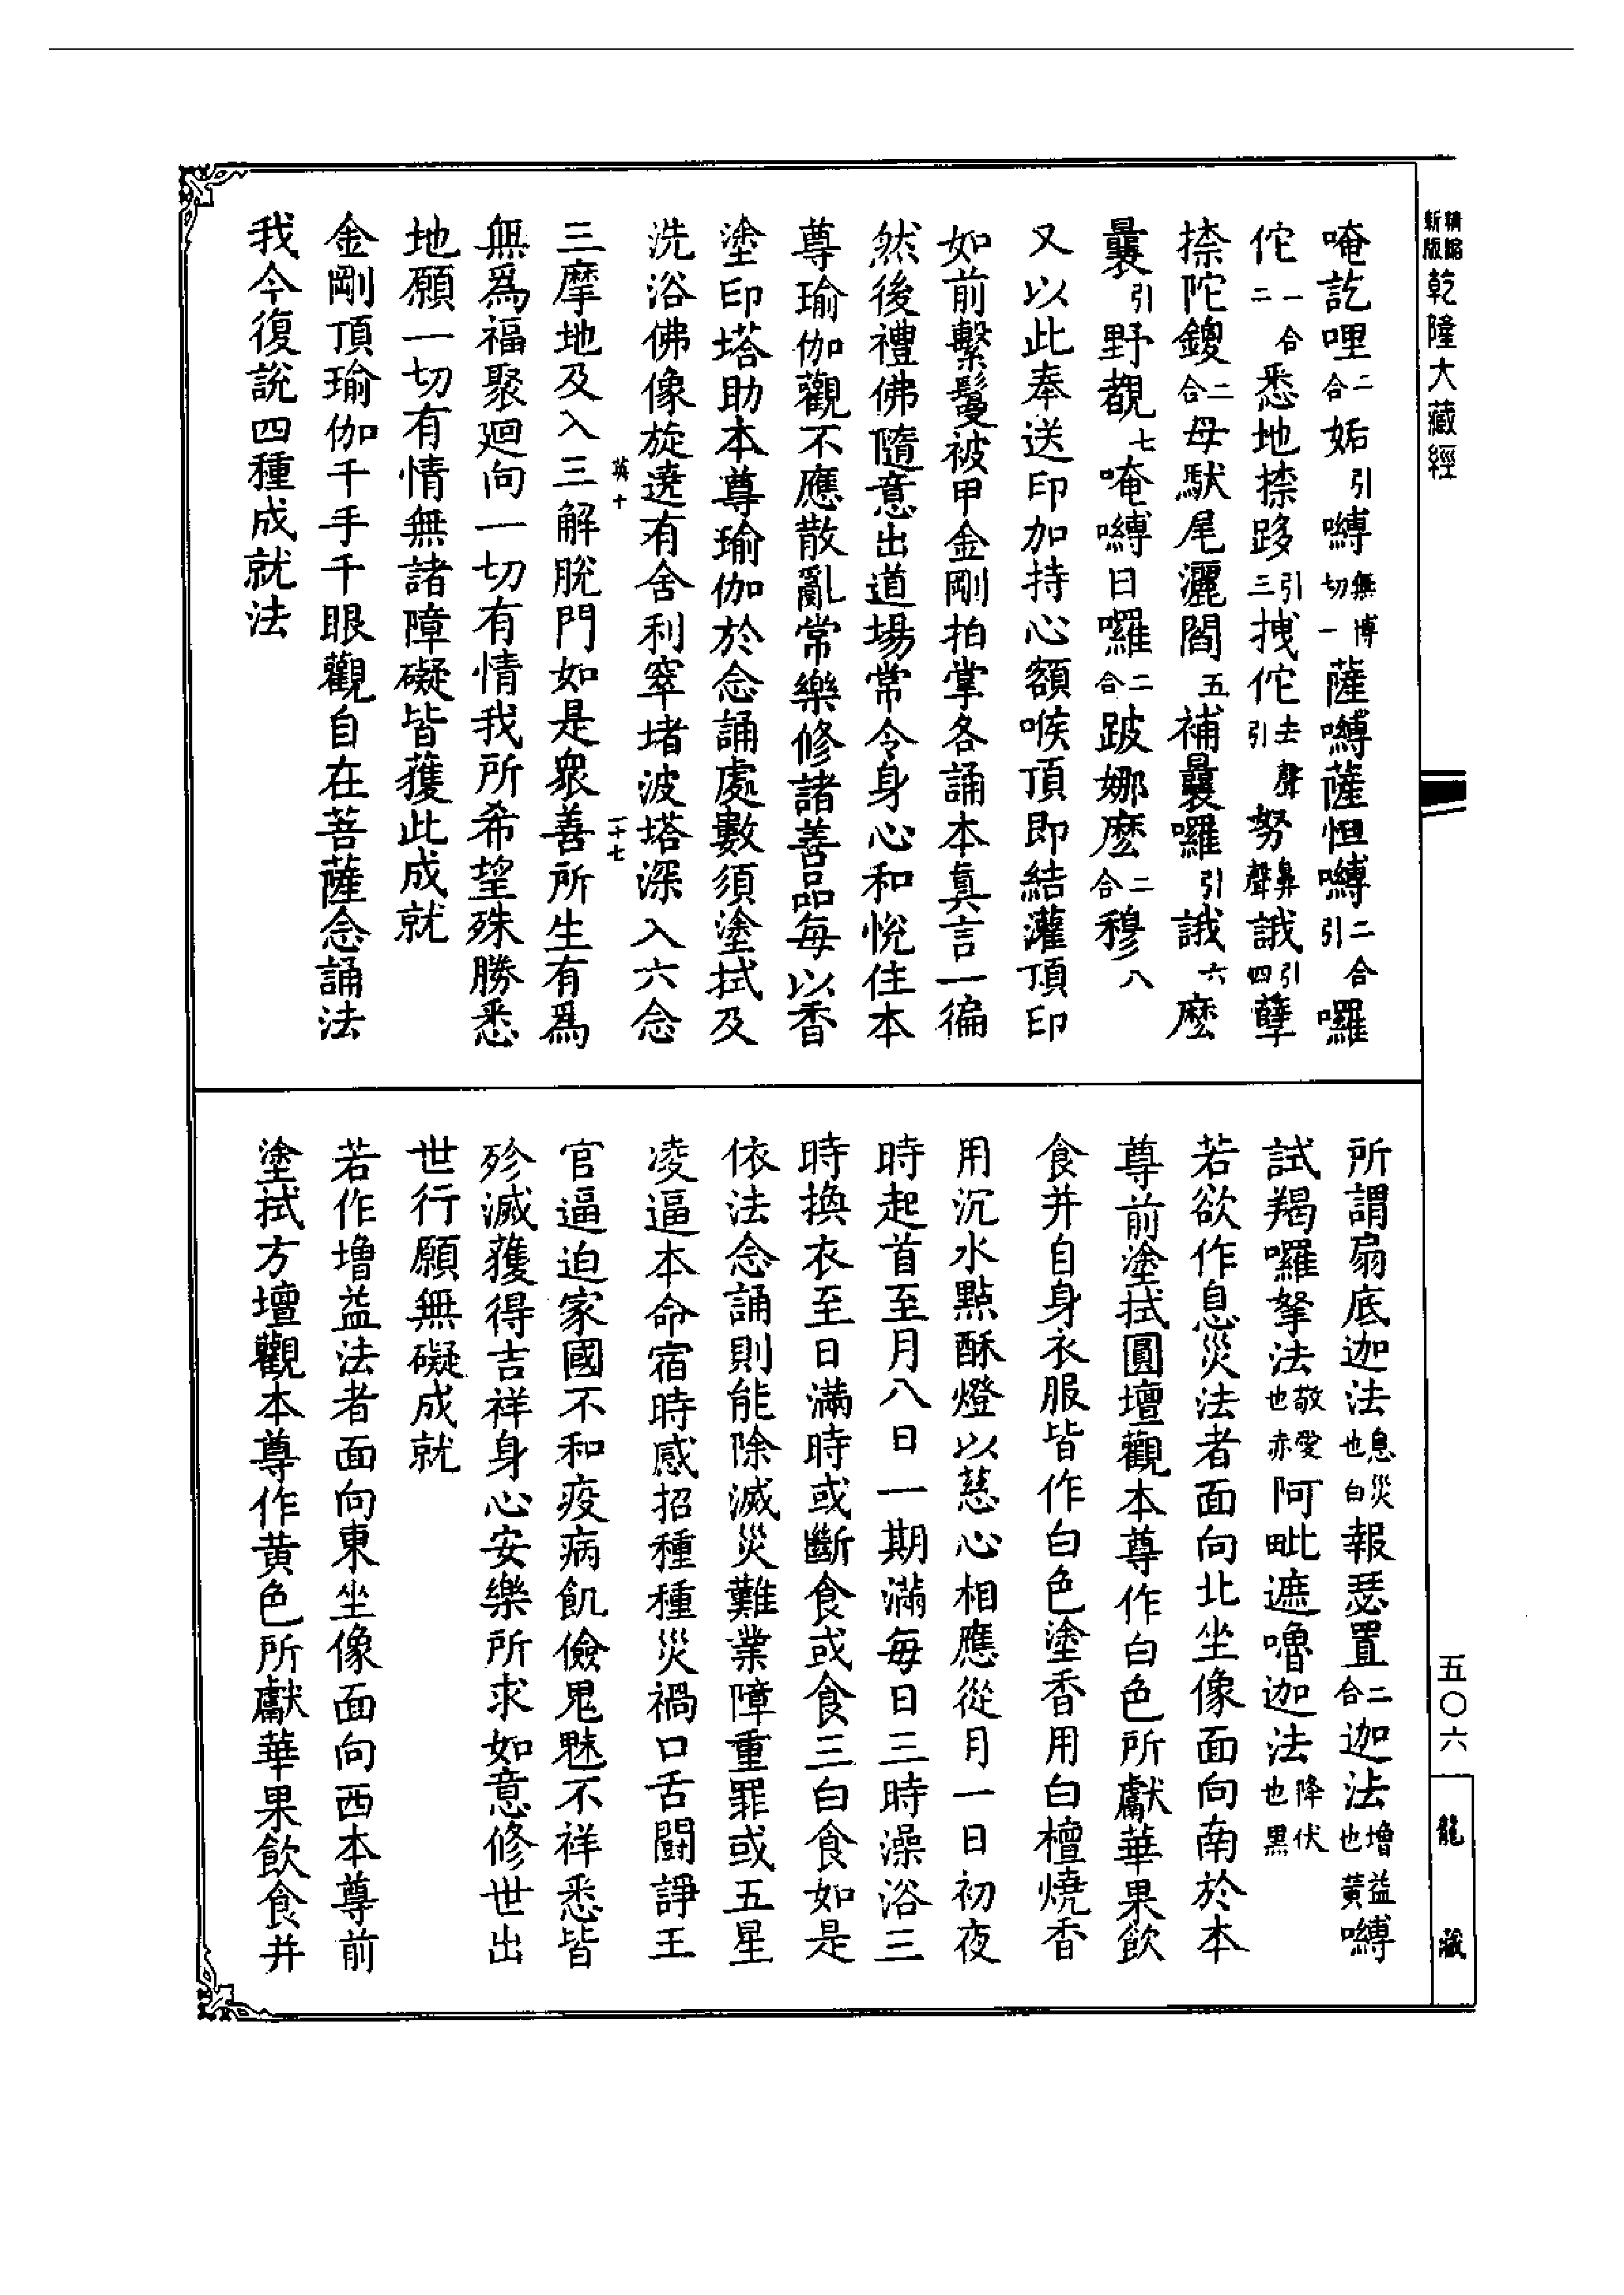 新版 精縮 乾隆大藏經
唵訖哩二合姤引嚩無博切一薩嚩薩怛嚩二合引囉
佗一合二悉地捺跢引三拽佗去聲引努鼻聲誐引四孽
捺陀鑁二合母馱尾灑閻五補曩囉引誐六麼
曩引野覩七唵嚩日囉二合跛娜麼二合穆八
又以此奉送印加持心額喉頂即結灌頂印
如前繫鬘被甲金剛拍掌各誦本真言一徧
然後禮佛隨意出道場常令身心和悅住本
尊瑜伽觀不應散亂常樂修諸善品每以香
塗印塔助本尊瑜伽於念誦處數須塗拭及
洗浴佛像旋遶有舍利窣堵波塔深入六念
英十 二十七
三摩地及入三解脫門如是衆善所生有爲
無爲福聚迴向一切有情我所希望殊勝悉
地願一切有情無諸障礙皆獲此成就
金剛頂瑜伽千手千眼觀自在菩薩念誦法
我今復說四種成就法
所謂扇底迦法息災也白報瑟置二合迦法增益也黃嚩
試羯囉拏法敬愛也赤阿毗遮嚕迦法降伏也黑
若欲作息災法者面向北坐像面向南於本
尊前塗拭圓壇觀本尊作白色所獻華果飲
食并自身衣服皆作白色塗香用白檀燒香
用沉水點酥燈以慈心相應從月一日初夜
時起首至月八日一期滿每日三時澡浴三
時換衣至日滿時或斷食或食三白食如是
依法念誦則能除滅災難業障重罪或五星
凌逼本命宿時感招種種災禍口舌鬪諍王
官逼迫家國不和疫病飢儉鬼魅不祥悉皆
殄滅獲得吉祥身心安樂所求如意修世出
世行願無礙成就
若作增益法者面向東坐像面向西本尊前
塗拭方壇觀本尊作黃色所獻華果飲食并
五〇六
龍藏